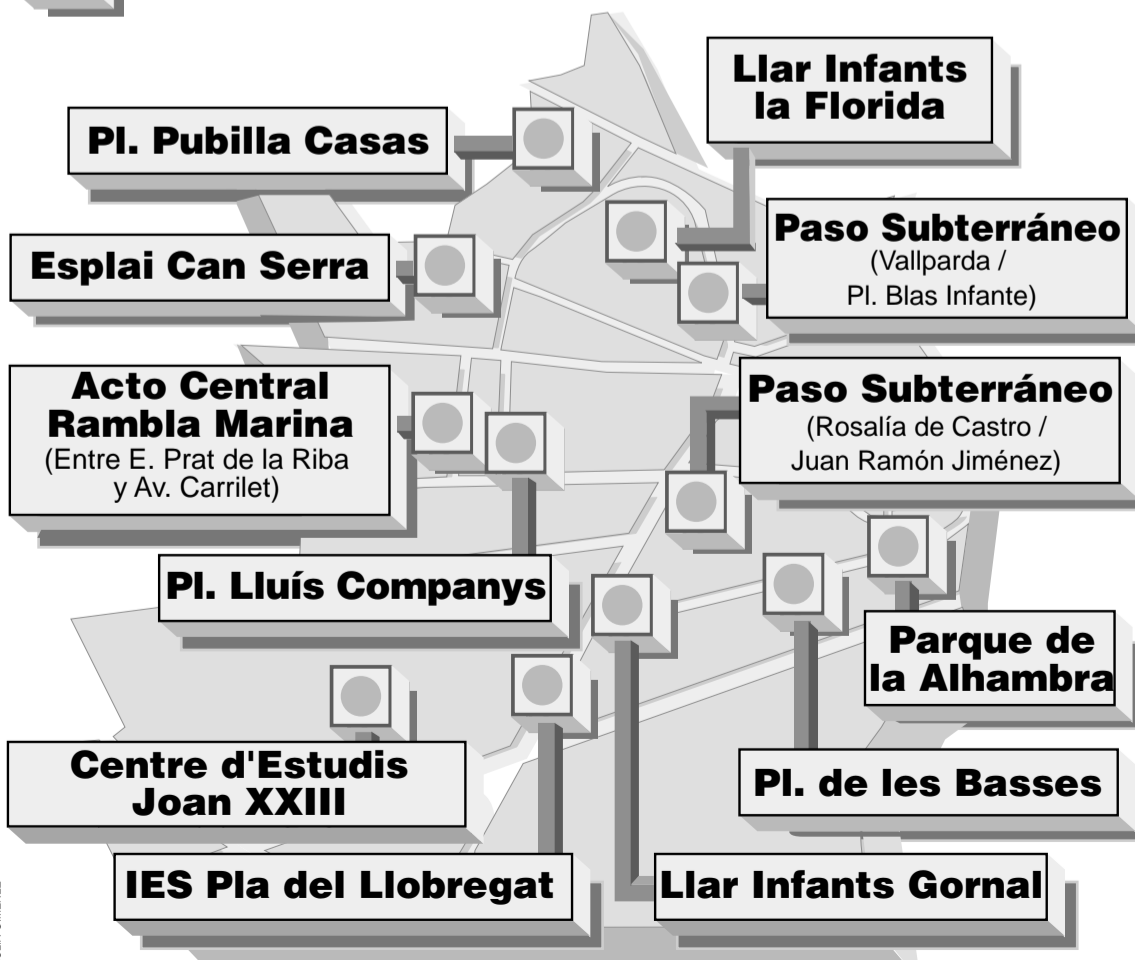 Llar Infants
la Florida
Pl. Pubilla Casas
Paso Subterráneo
(Vallparda /
Pl. Blas Infante)
Esplai Can Serra
Acto Central
Rambla Marina
(Entre E. Prat de la Riba
y Av. Carrilet)
Paso Subterráneo
(Rosalía de Castro /
Juan Ramón Jiménez)
Pl. Lluís Companys
Parque de
la Alhambra
Centre d'Estudis
Joan XXIII
Pl. de les Basses
IES Pla del Llobregat
Llar Infants Gornal